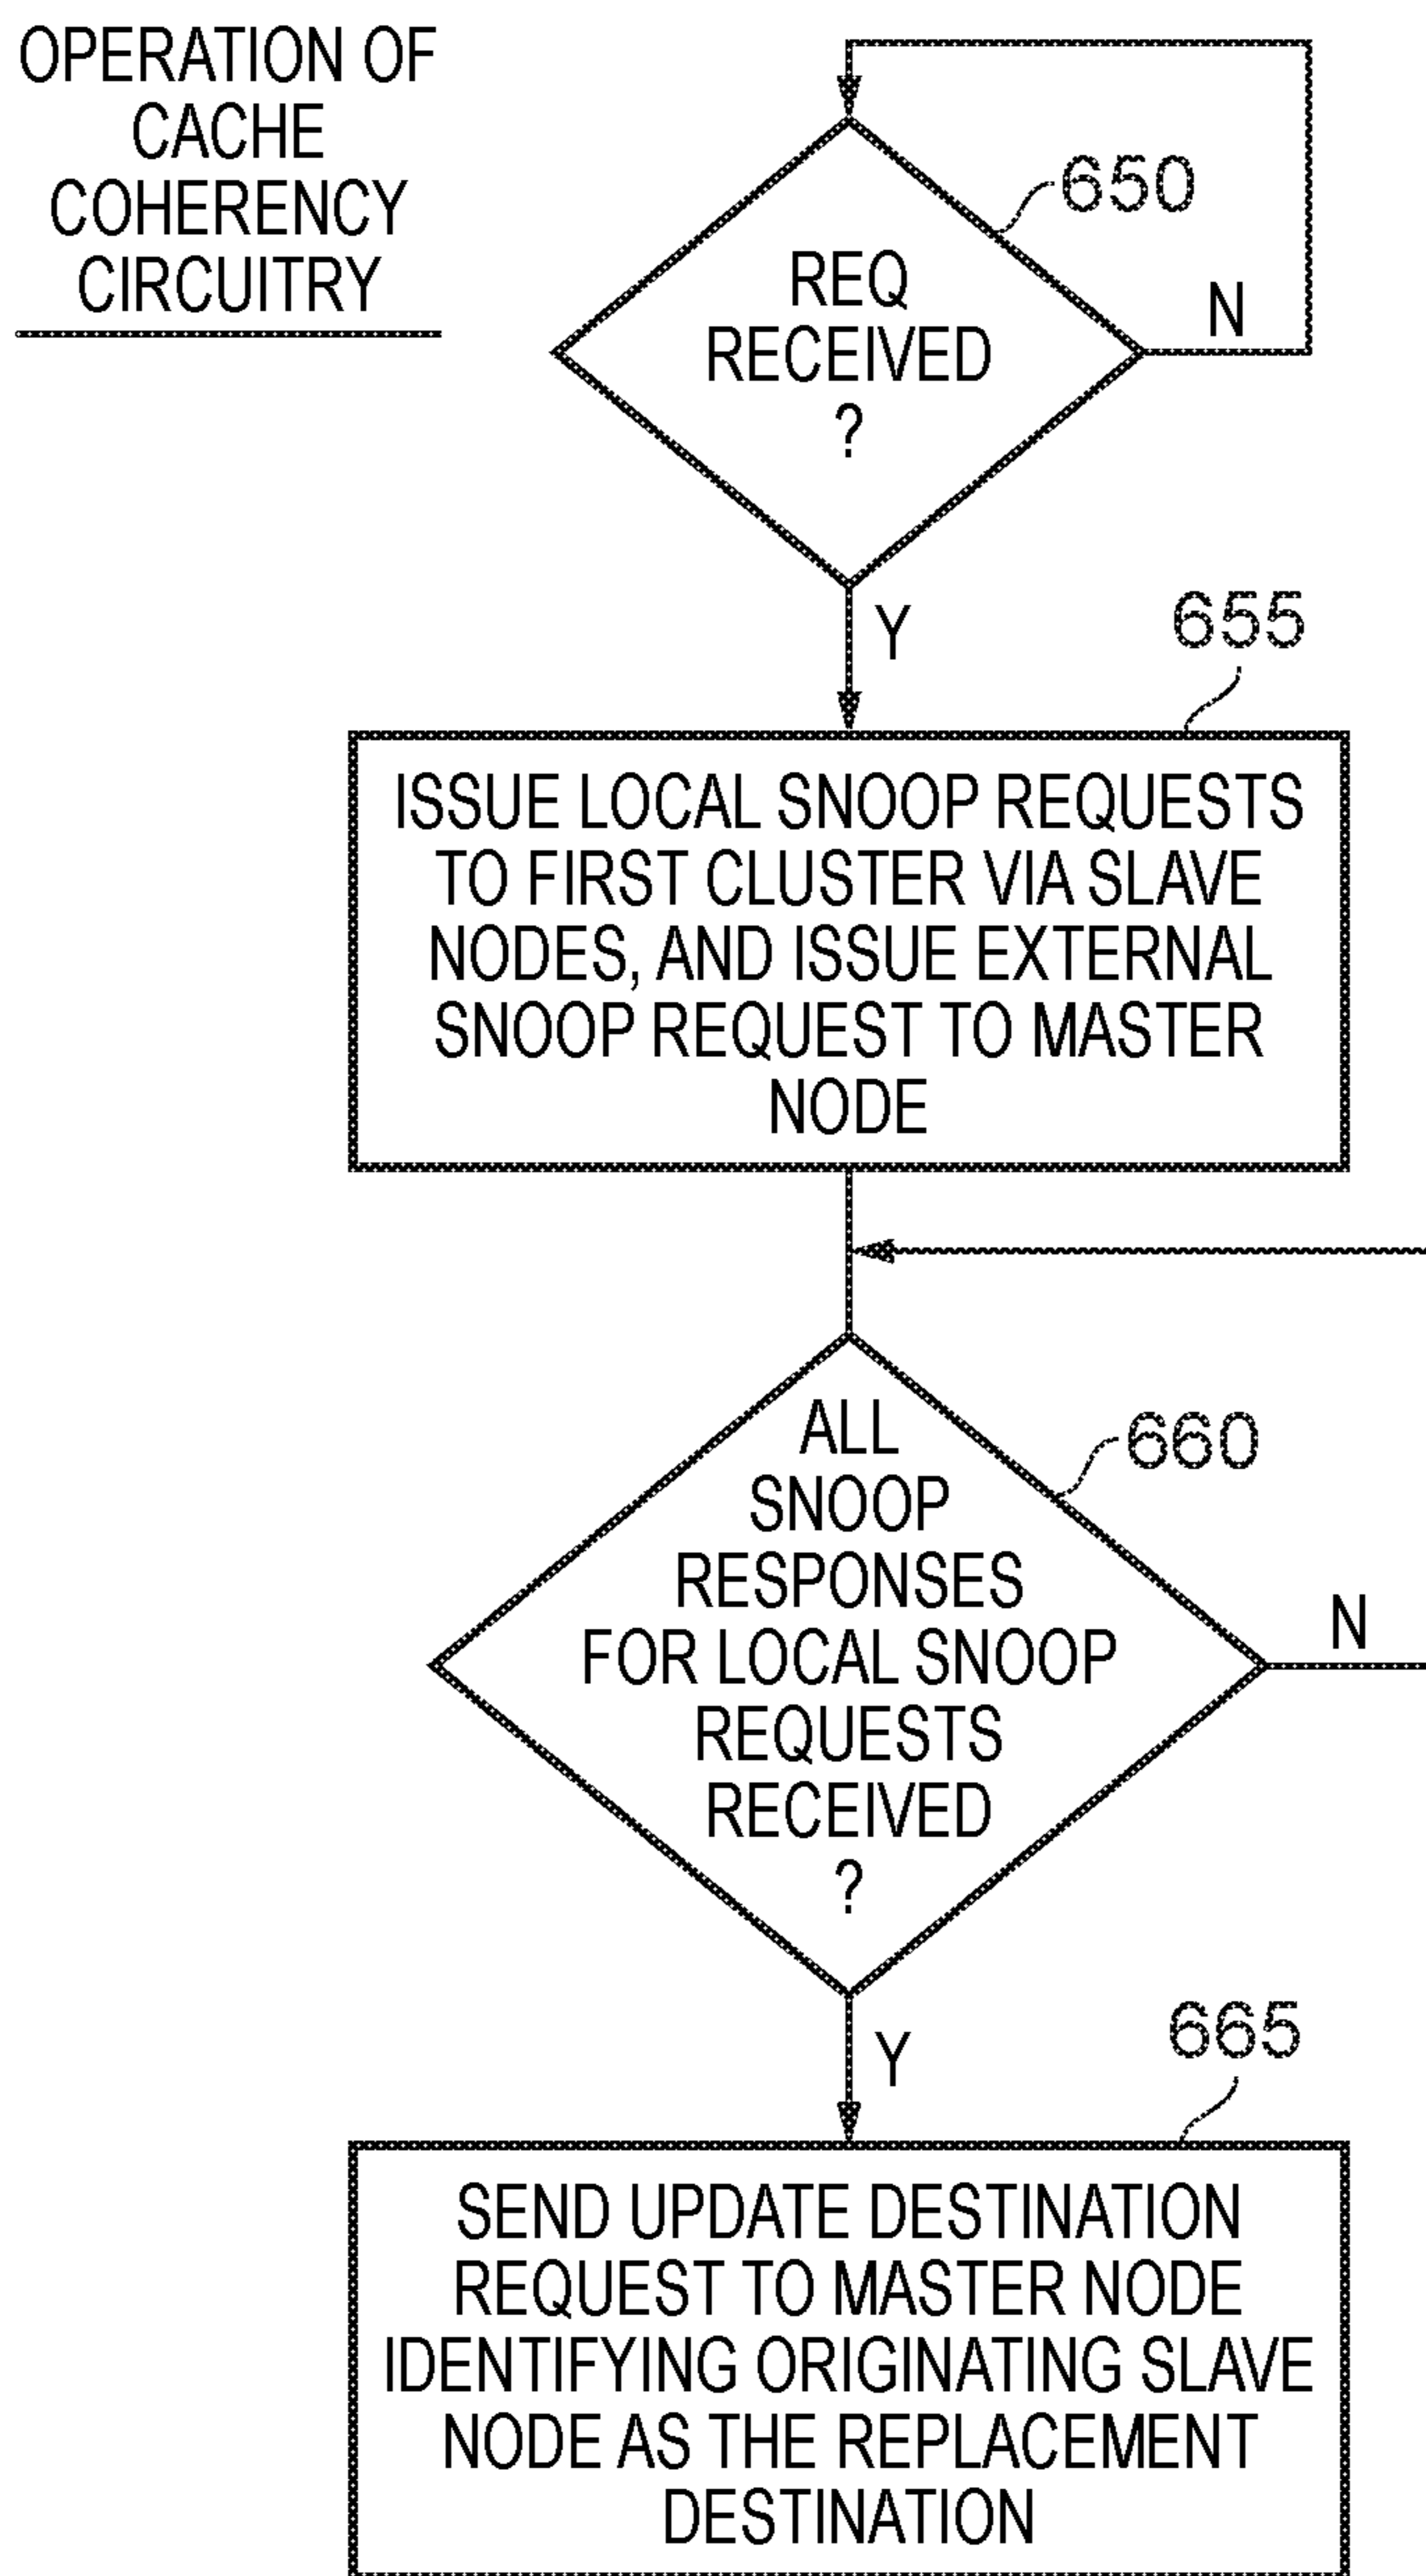 OPERATION OF
CACHE
COHERENCY
CIRCUITRY
650
REQ
RECEIVED
?
N
Y
655
ISSUE LOCAL SNOOP REQUESTS
TO FIRST CLUSTER VIA SLAVE
NODES, AND ISSUE EXTERNAL
SNOOP REQUEST TO MASTER
NODE
660
ALL
SNOOP
RESPONSES
FOR LOCAL SNOOP
REQUESTS
RECEIVED
?
N
Y
665
SEND UPDATE DESTINATION
REQUEST TO MASTER NODE
IDENTIFYING ORIGINATING SLAVE
NODE AS THE REPLACEMENT
DESTINATION